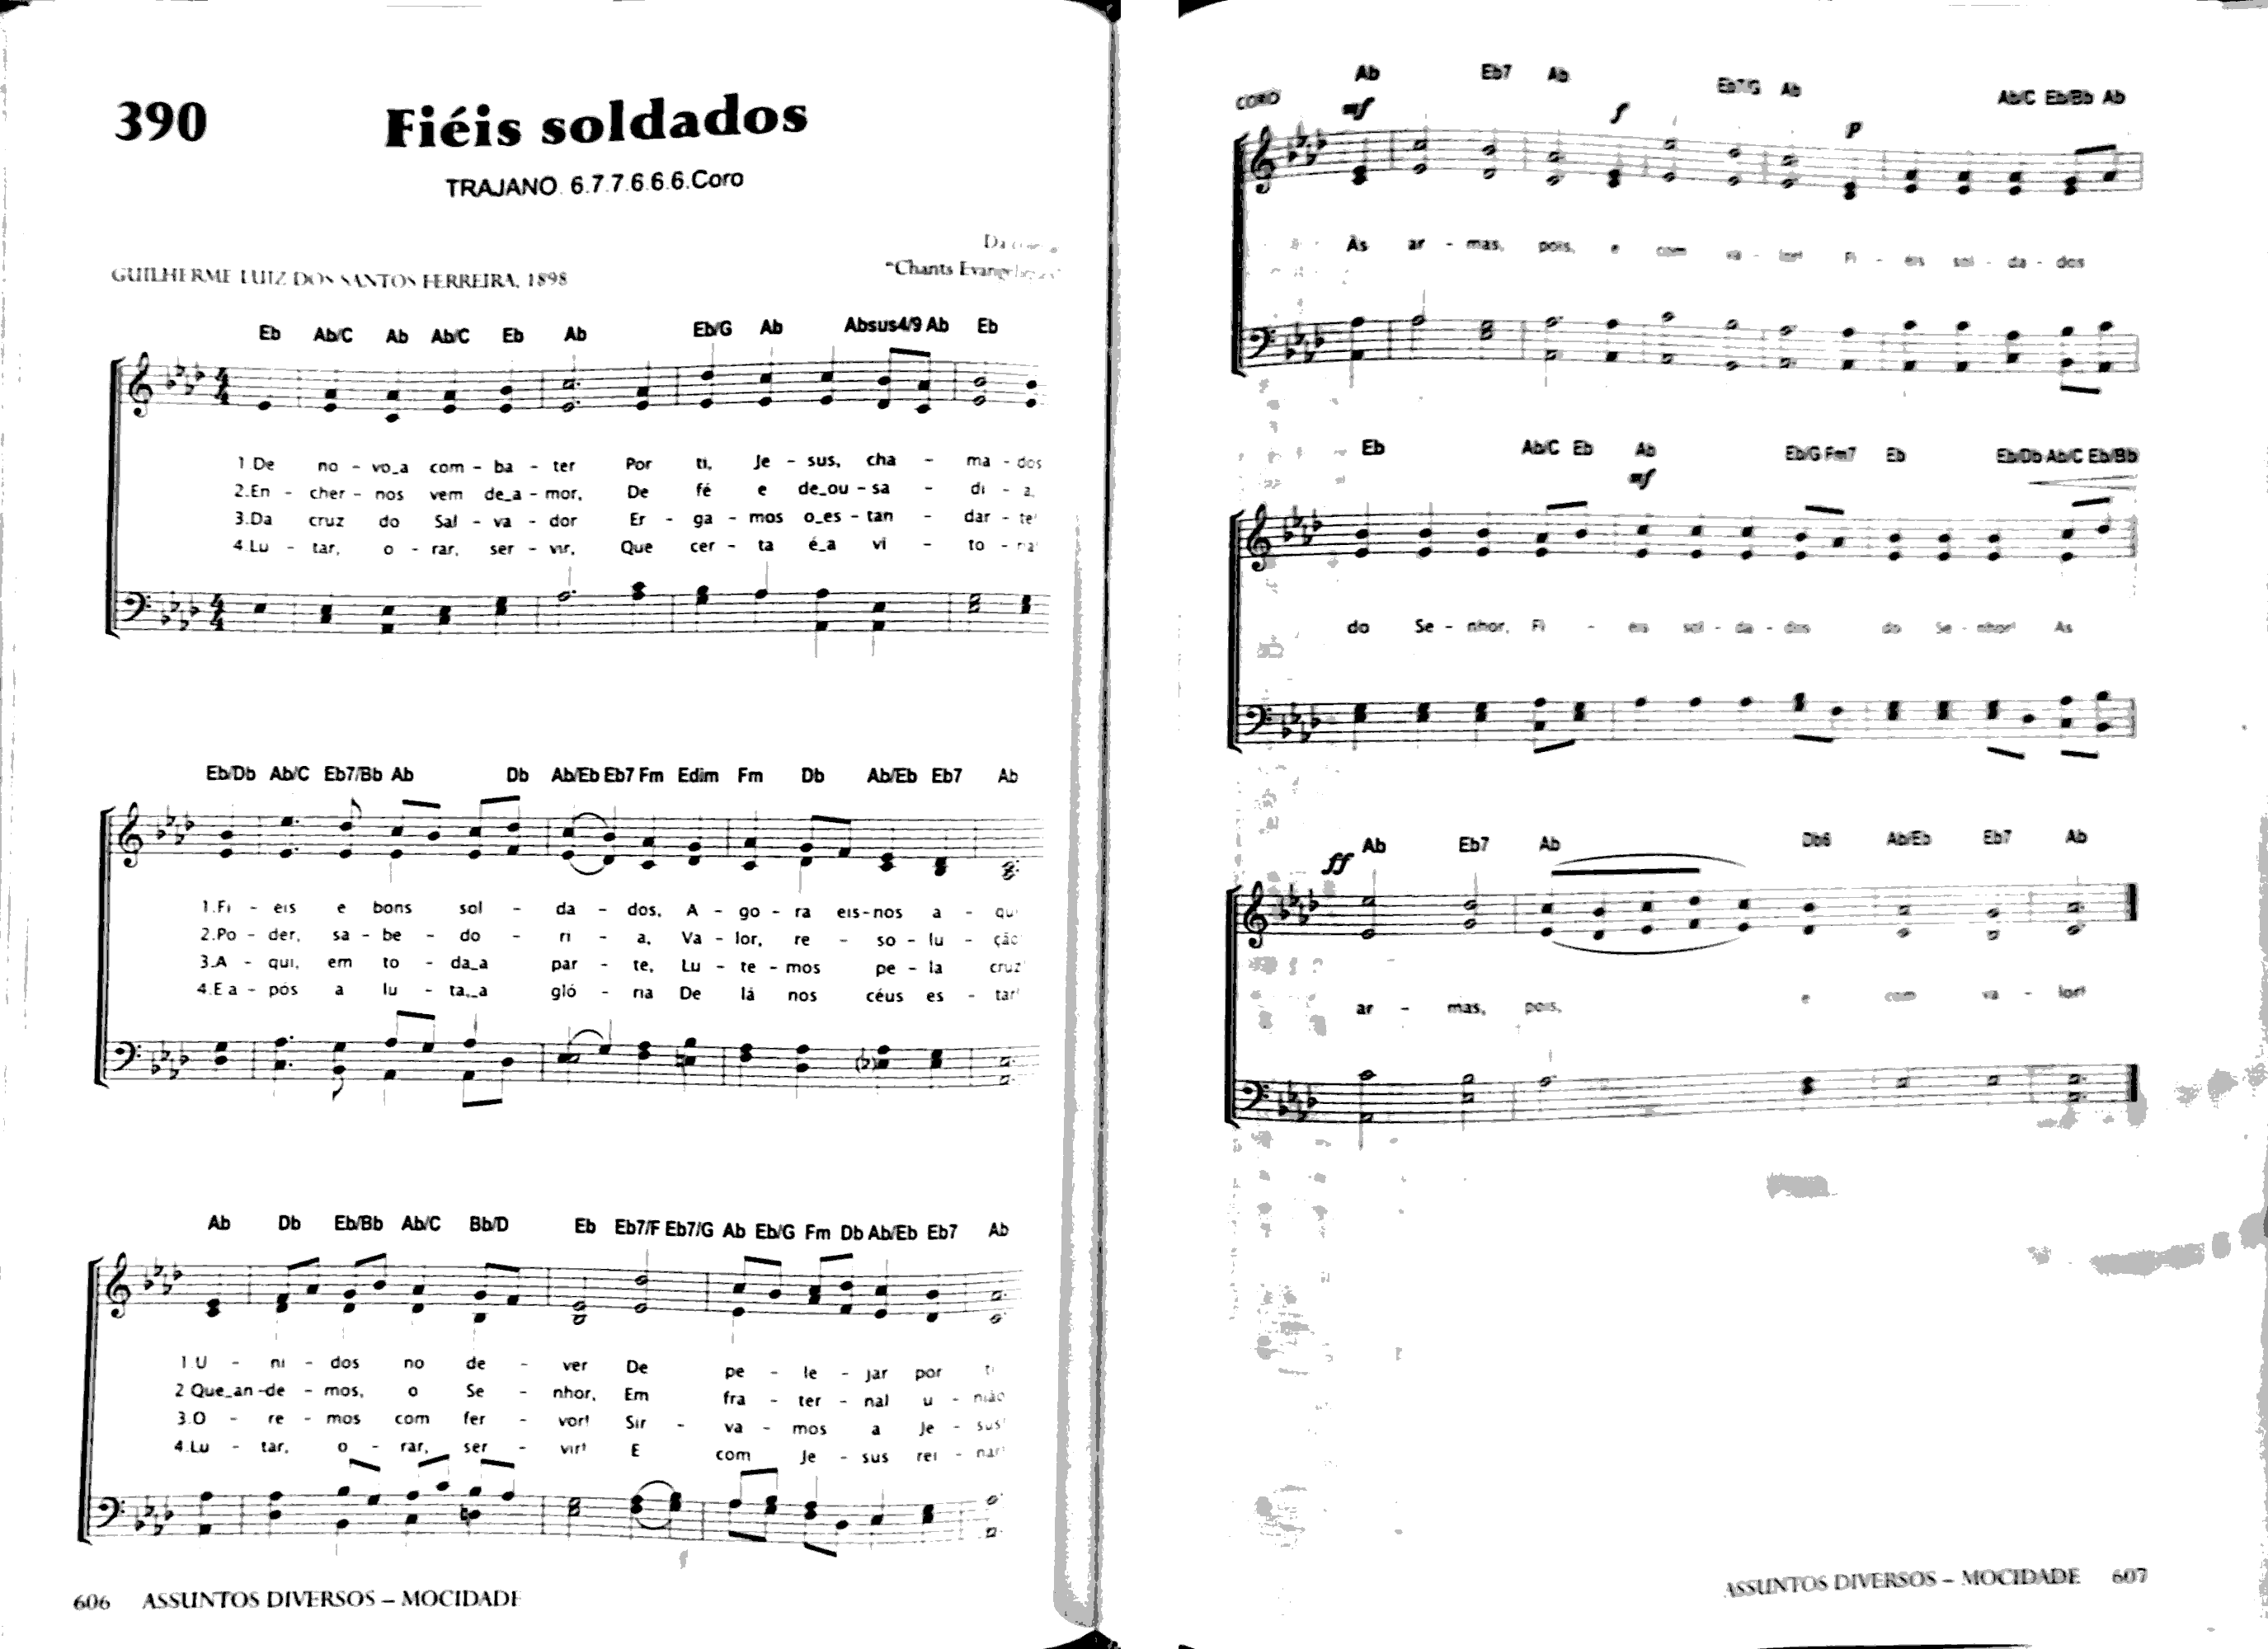 390 Fiéis soldados
TRAJANO. 6.7.7.6.6.6.Coro
GUILHERME LUIZ DOS SANTOS FERREIRA, 1898
"Chants
Eb Ab/C Ab Ab/C Eb Ab Eb/G Ab Absus4/9 Ab Eb
1.De no - vo_a com - ba - ter Por ti, Je - sus, cha - ma - dos
2.En - cher - nos vem de_a - mor, De fé e de_ou - sa - di - a,
3.Da cruz do Sal - va - dor Er - ga - mos o_es - tan - dar - te!
4.Lu - tar, o - rar, ser - vir, Que cer - ta é_a vi - to - ria!
Eb/Db Ab/C Eb7/Bb Ab Db Ab/Eb Eb7 Fm Edim Fm Db Ab/Eb Eb7 Ab
1.Fi - éis e bons sol - da - dos, A - go - ra eis-nos a - qui
2.Po - der, sa - be - do - ri - a, Va - lor, re - so - lu - ção
3.A - qui, em to - da_a par - te, Lu - te - mos pe - la cruz!
4.E a - pós a lu - ta,_a gló - ria De lá nos céus es - tar!
Ab Db Eb/Bb Ab/C Bb/D Eb Eb7/F Eb7/G Ab Eb/G Fm Db Ab/Eb Eb7 Ab
1.U - ni - dos no de - ver De pe - le - jar por ti
2 Que_an - de - mos, o Se - nhor, Em fra - ter - nal u - nião
3.O - re - mos com fer - vor! Sir - va - mos a Je - sus!
4.Lu - tar, o - rar, ser - vir! E com Je - sus rei - nar!
606 ASSUNTOS DIVERSOS – MOCIDADE
Ab Eb7 Ab Eb7/G Ab Ab/C Eb/Bb Ab
CORO mf f p
Às ar - mas, pois, e com va - lor! Fi - éis sol - da - dos
Eb Ab/C Eb Ab Eb/G Fm7 Eb Eb/Db Ab/C Eb/Bb
mf
do Se - nhor, Fi - éis sol - da - dos do Se - nhor! Às
Ab Eb7 Ab Db6 Ab/Eb Eb7 Ab
ff
ar - mas, pois, e com va - lor!
ASSUNTOS DIVERSOS – MOCIDADE 607